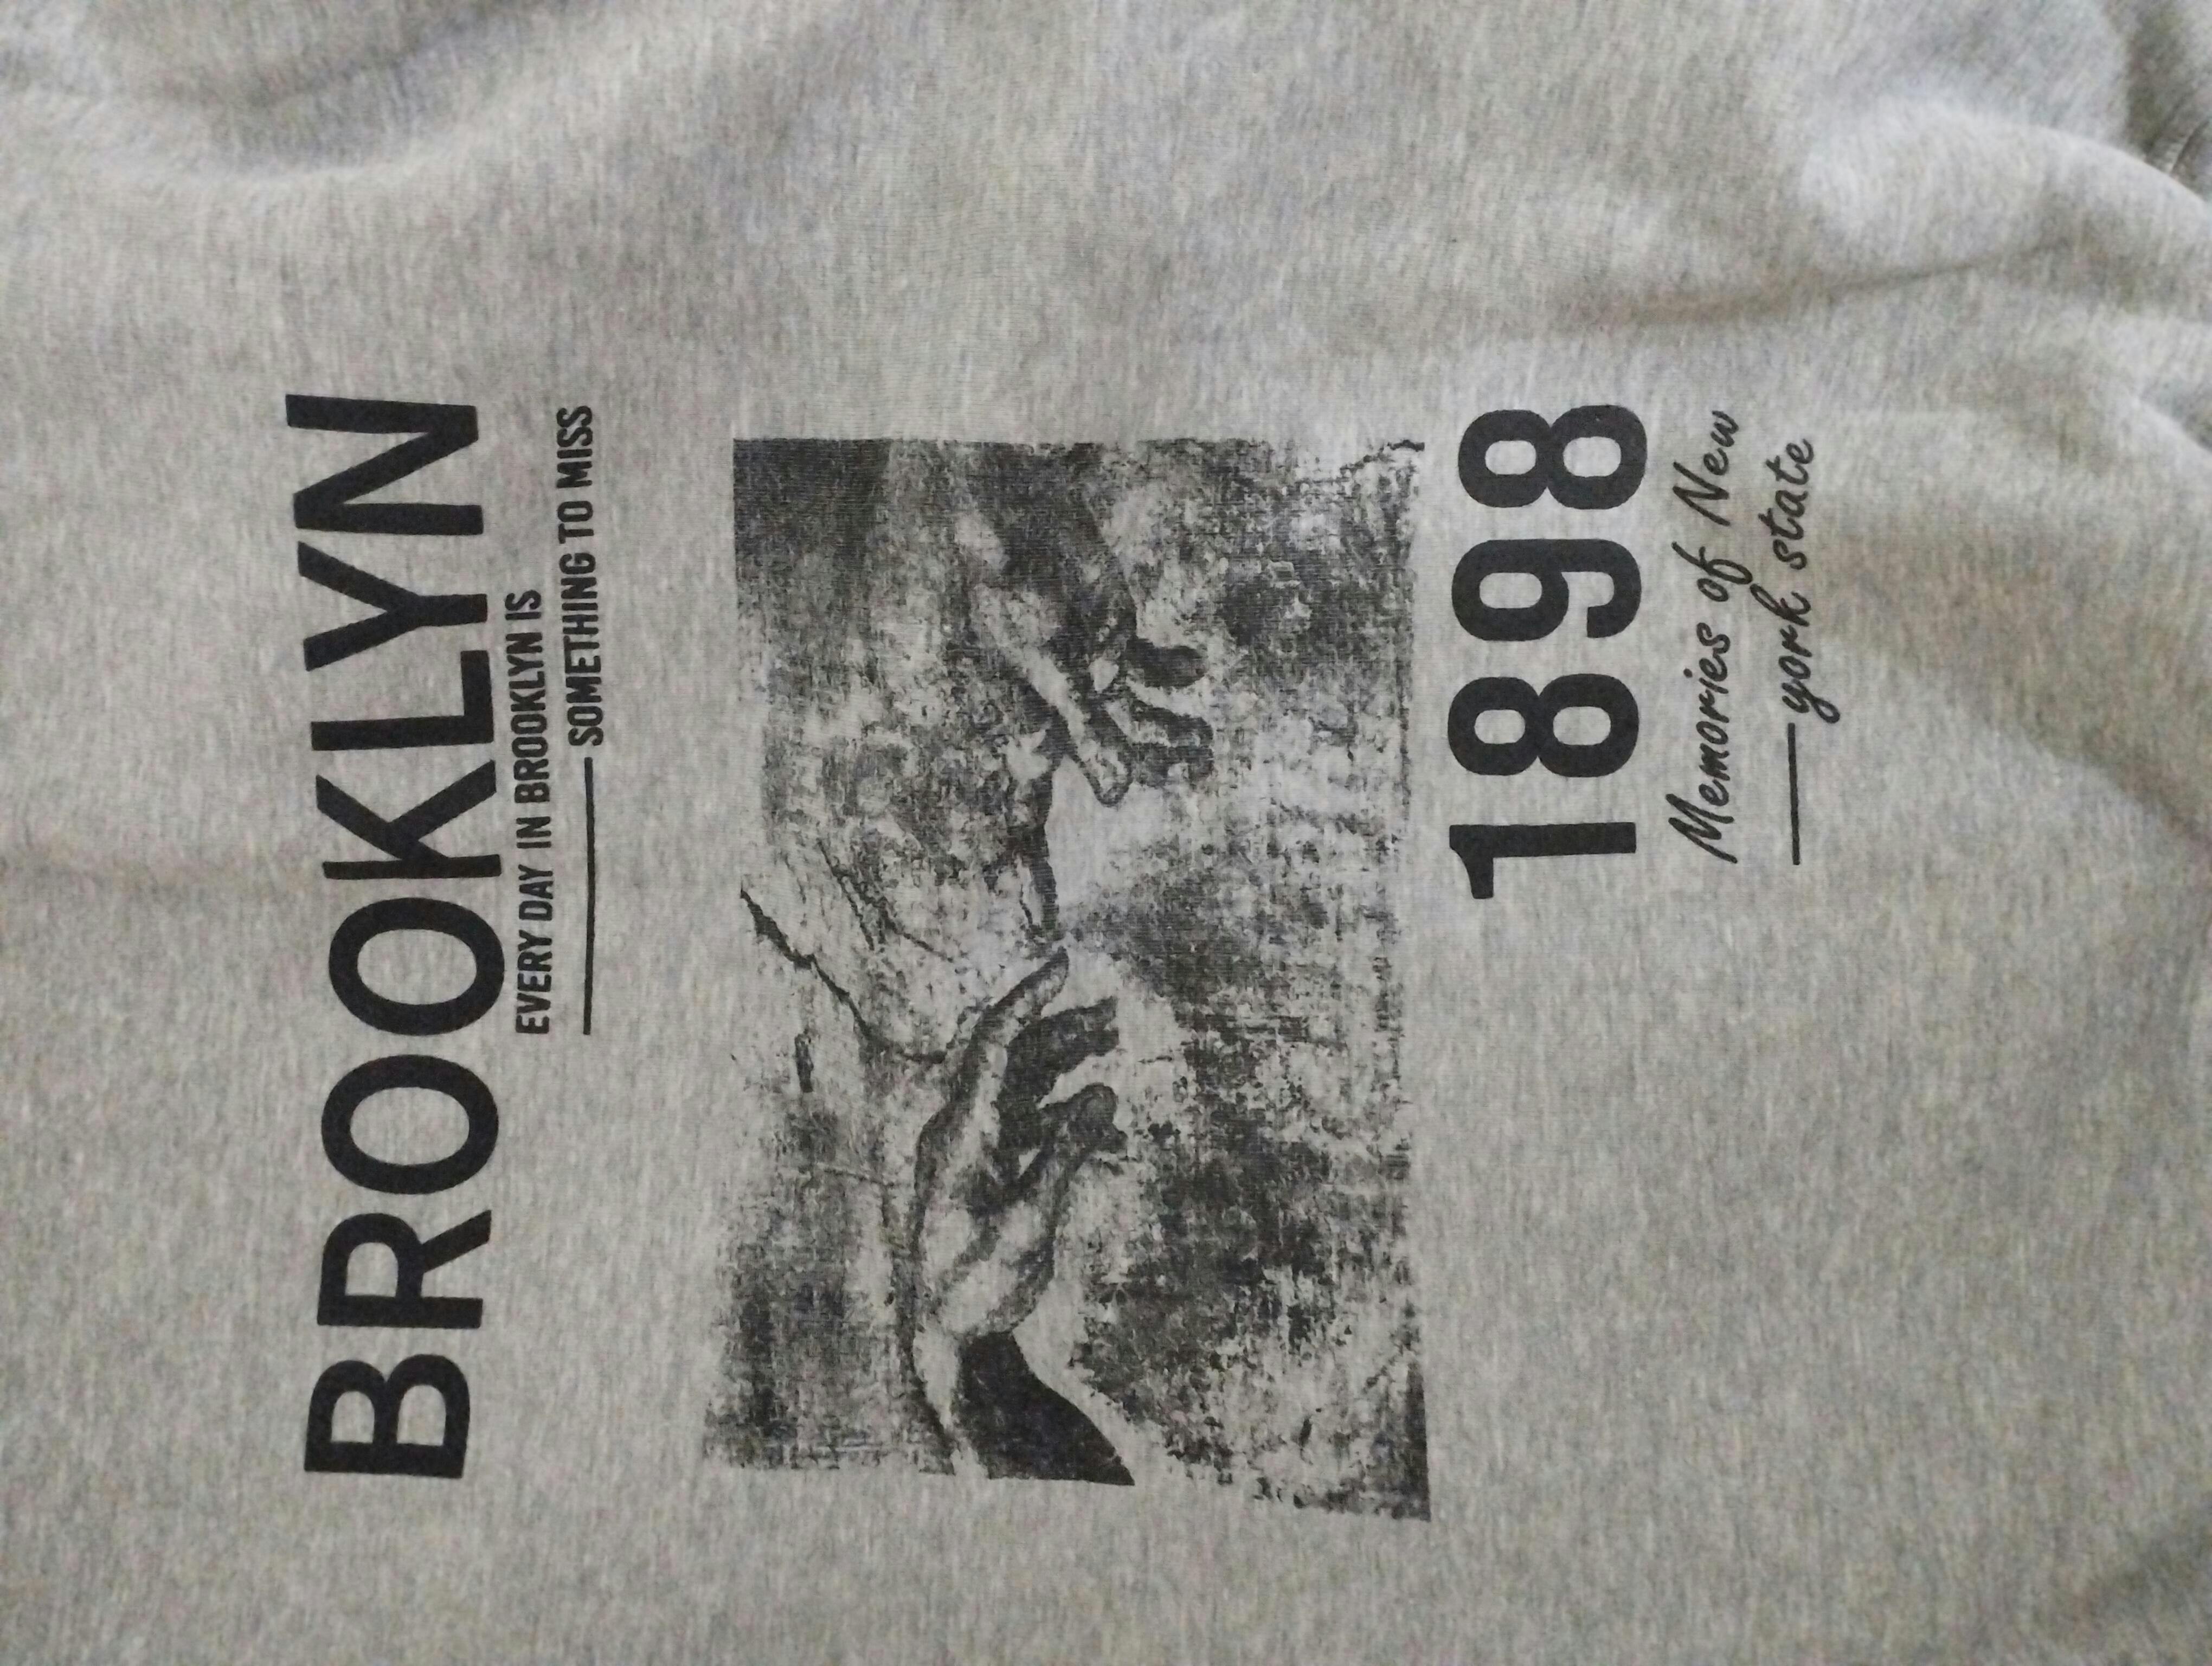 BROOKLYN
EVERY DAY IN BROOKLYN IS
SOMETHING TO MISS
1898
Memories of New
york state